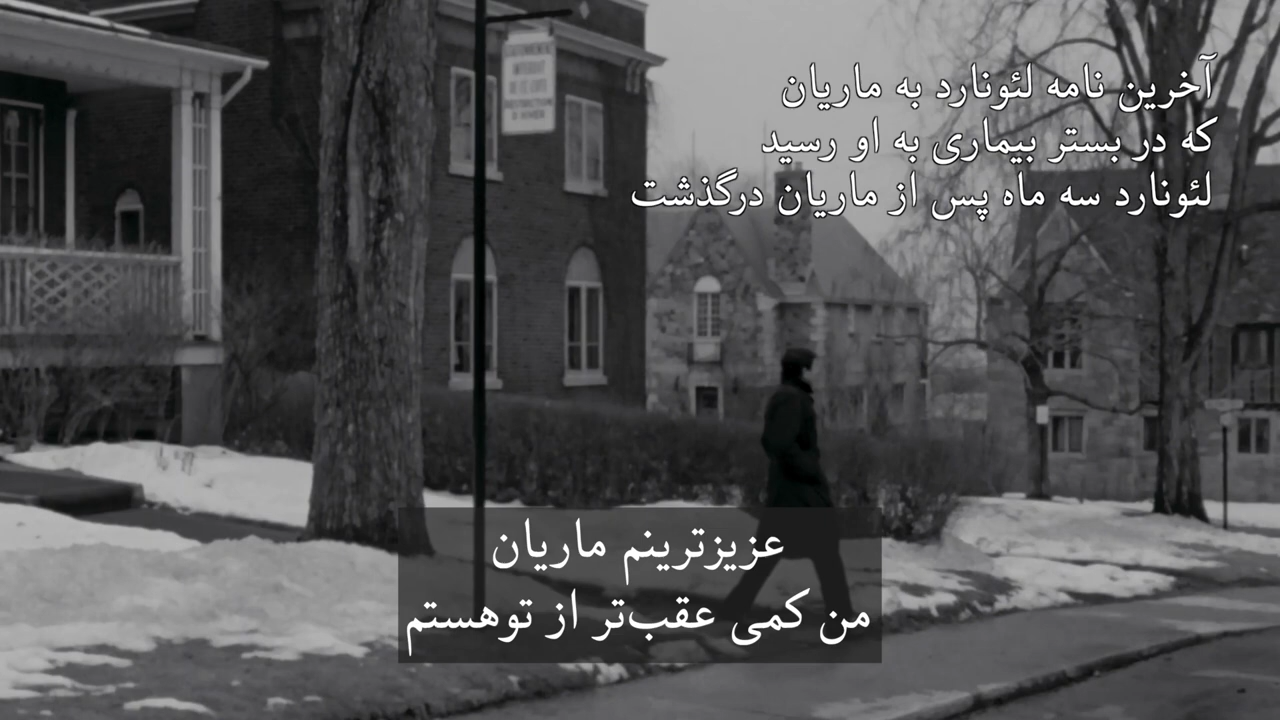 آخرین نامه لئونارد به ماریان
که در بستر بیماری به او رسید
لئونارد سه ماه پس از ماریان درگذشت
عزیزترینم ماریان
من کمی عقب‌تر از توهستم